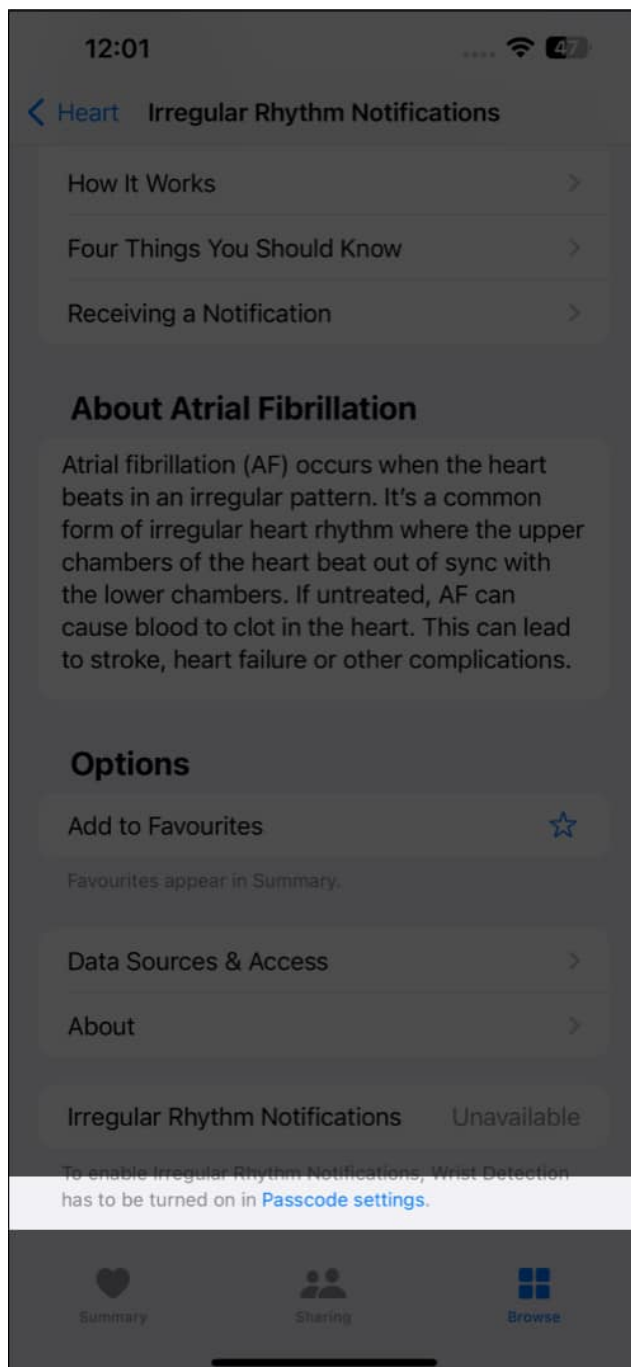 12:01
47
Heart Irregular Rhythm Notifications
How It Works
Four Things You Should Know
Receiving a Notification
About Atrial Fibrillation
Atrial fibrillation (AF) occurs when the heart
beats in an irregular pattern. It's a common
form of irregular heart rhythm where the upper
chambers of the heart beat out of sync with
the lower chambers. If untreated, AF can
cause blood to clot in the heart. This can lead
to stroke, heart failure or other complications.
Options
Add to Favourites
Favourites appear in Summary.
Data Sources & Access
About
Irregular Rhythm Notifications Unavailable
To enable Irregular Rhythm Notifications, Wrist Detection
has to be turned on in Passcode settings.
Summary Sharing Browse